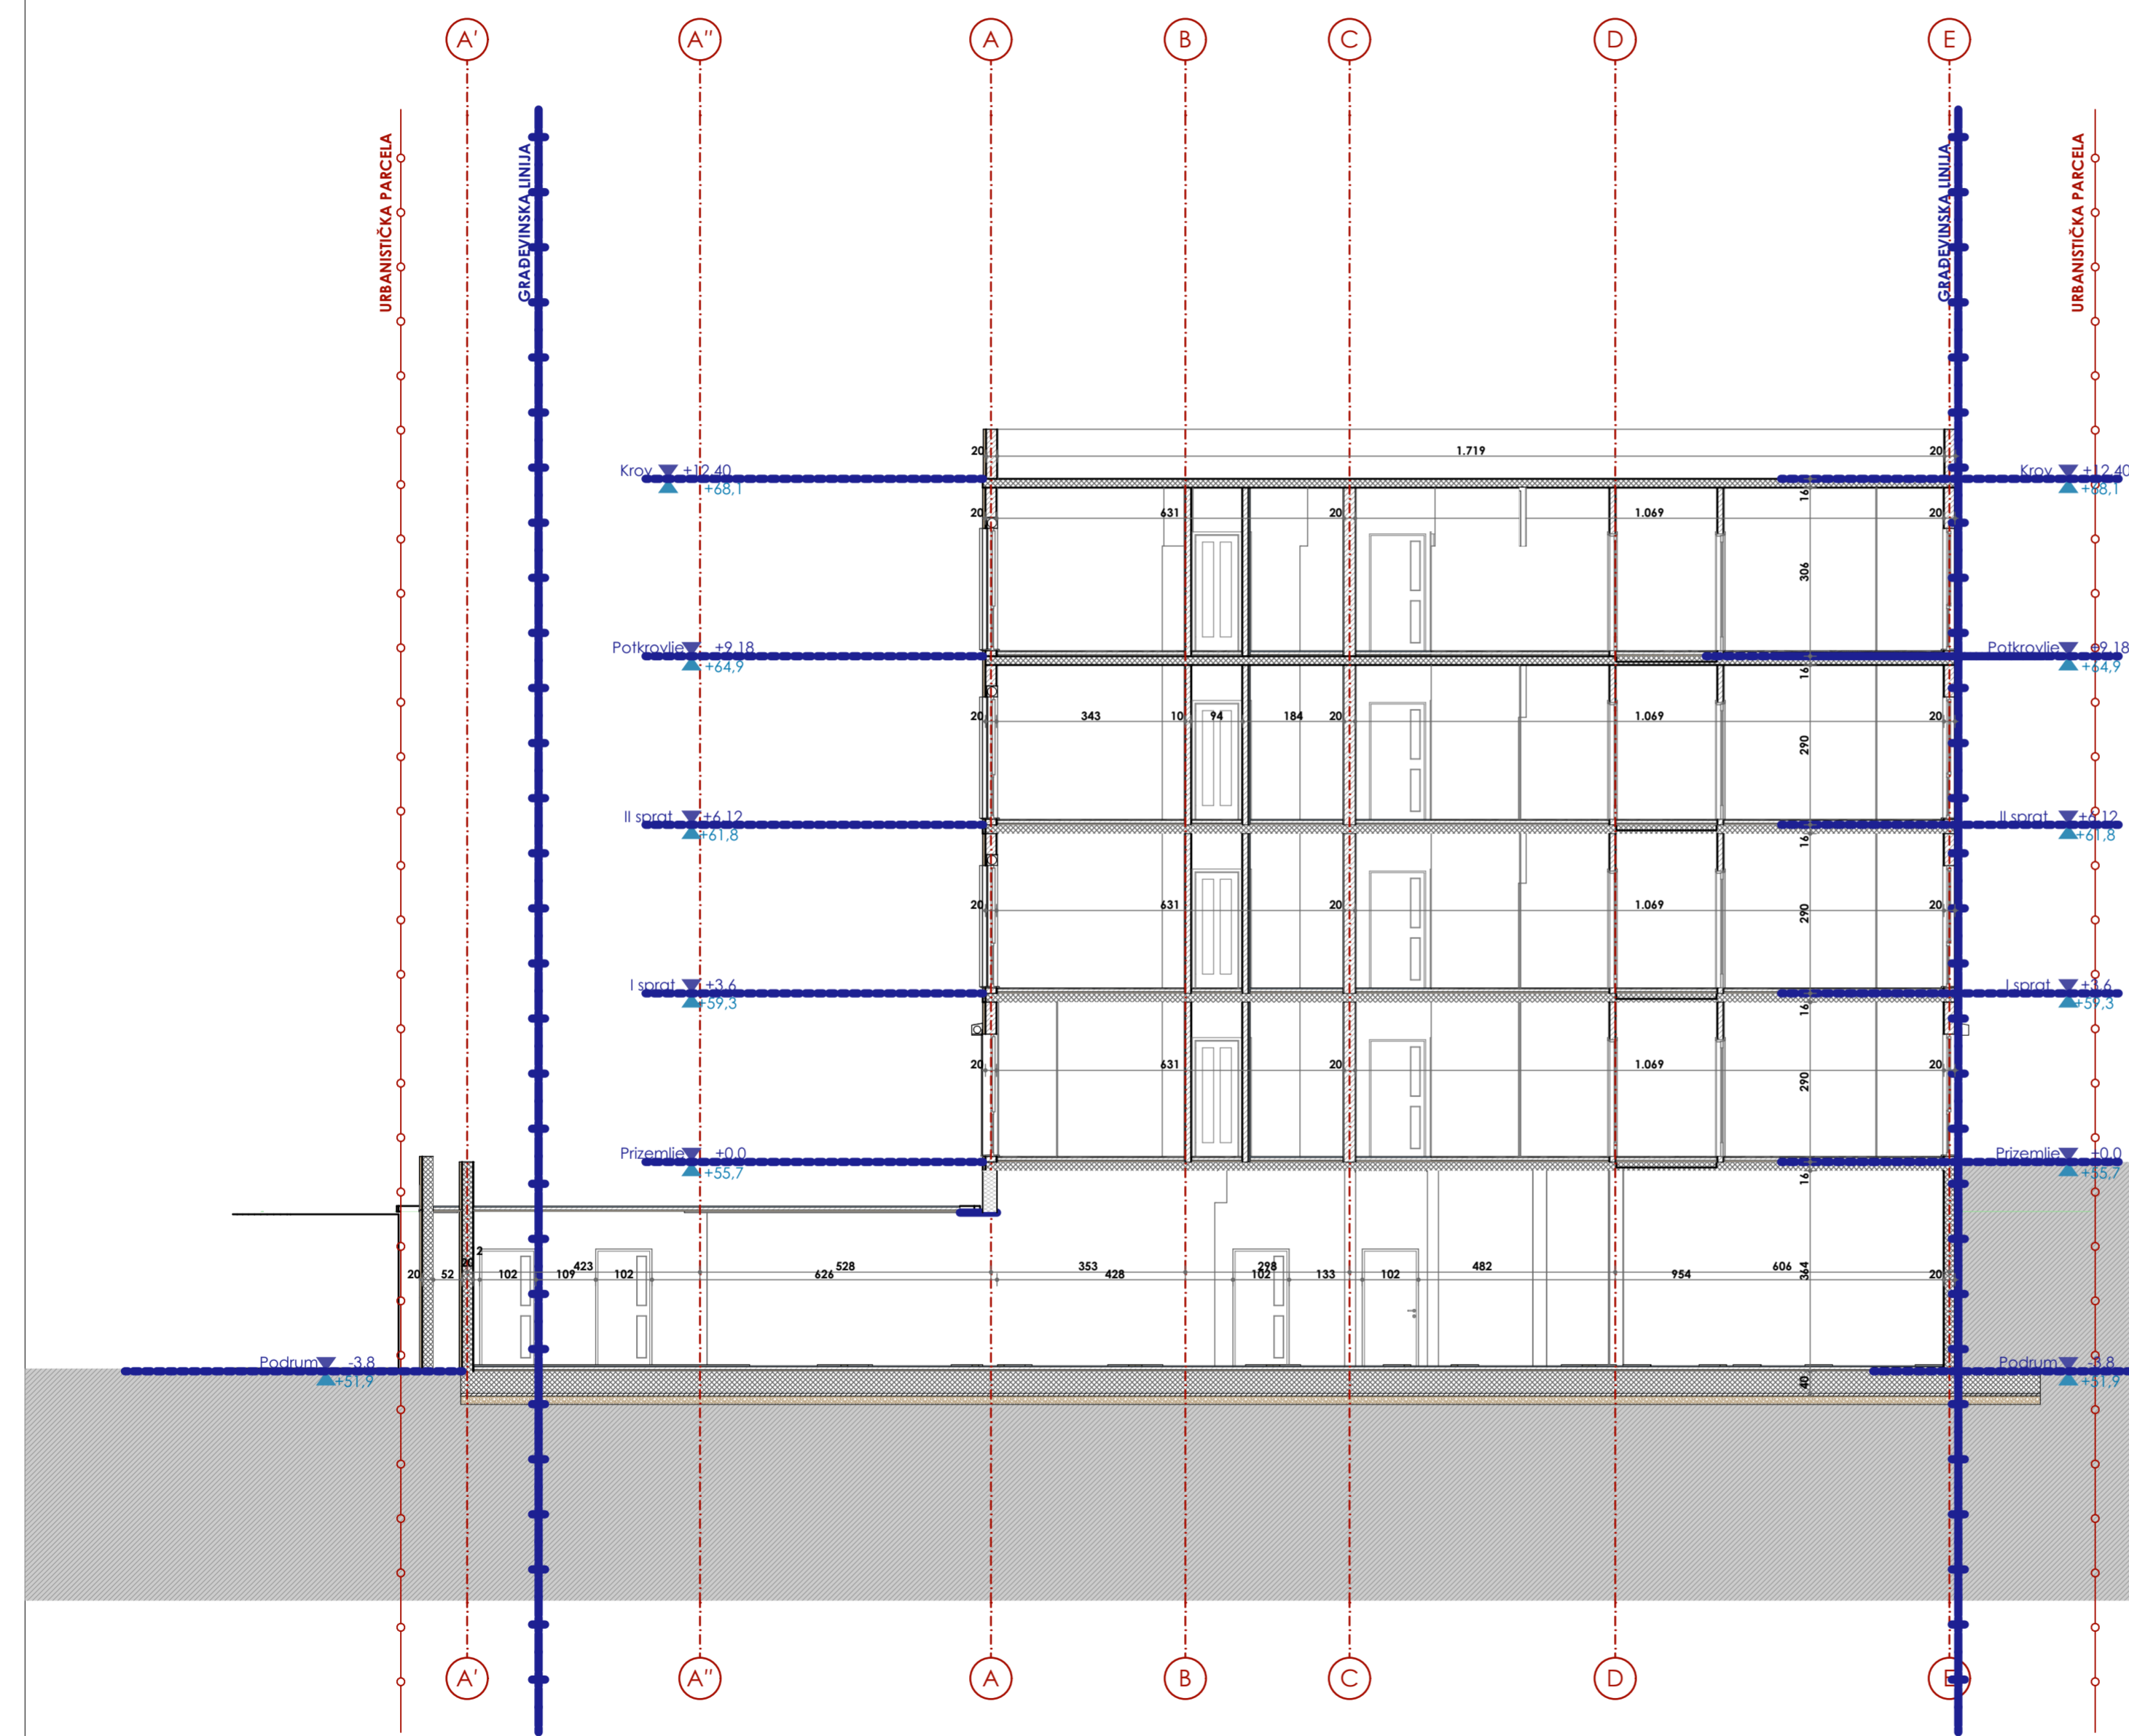 A' A'' A B C D E
URBANISTIČKA PARCELA
GRAĐEVINSKA LINIJA
GRAĐEVINSKA LINIJA
URBANISTIČKA PARCELA
20 1.719 20
Krov +12.40 Krov +12.40
+68,1 +68,1
16
20 631 20 1.069 20
306
Potkrovlje +9.18 Potkrovlje +9.18
+64,9 +64,9
16
20 343 10 94 184 20 1.069 20
290
II sprat +6.12 II sprat +6.12
+61,8 +61,8
16
20 631 20 1.069 20
290
I sprat +3.6 I sprat +3.6
+59,3 +59,3
16
20 631 20 1.069 20
290
Prizemlje +0.0 Prizemlje +0.0
+55,7 +55,7
16
2
20 423 528 353 298 482 606 364
20 52 102 109 102 626 428 102 133 102 954 20
Podrum -3.8 Podrum -3.8
+51,9 +51,9
40
A' A'' A B C D E